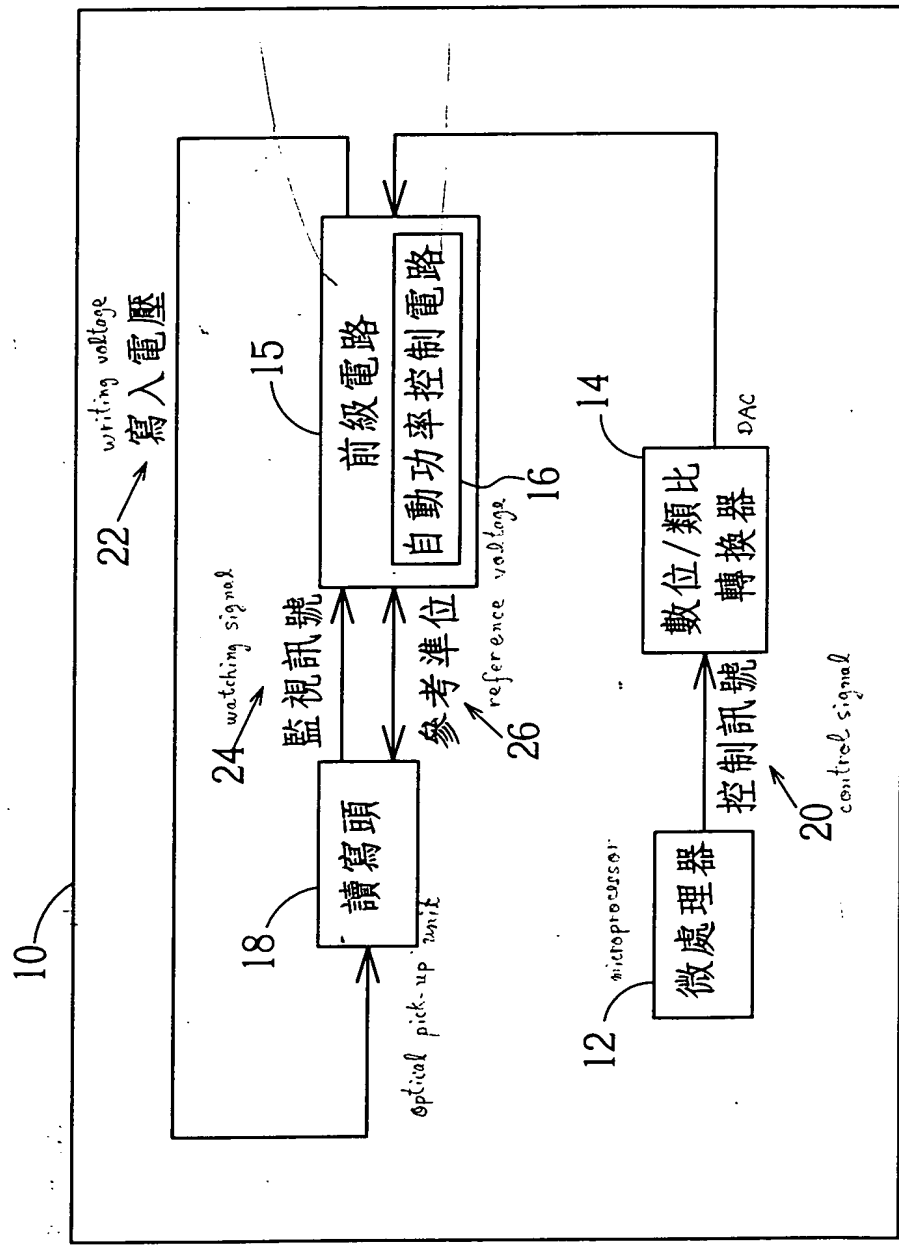 10
writing voltage
寫入電壓
22
15
前級電路
自動功率控制電路
16
24
watching signal
監視訊號
參考準位
reference voltage
26
18
讀寫頭
optical pick-up unit
14
數位/類比
轉換器
DAC
microprocessor
12
微處理器
控制訊號
20
control signal